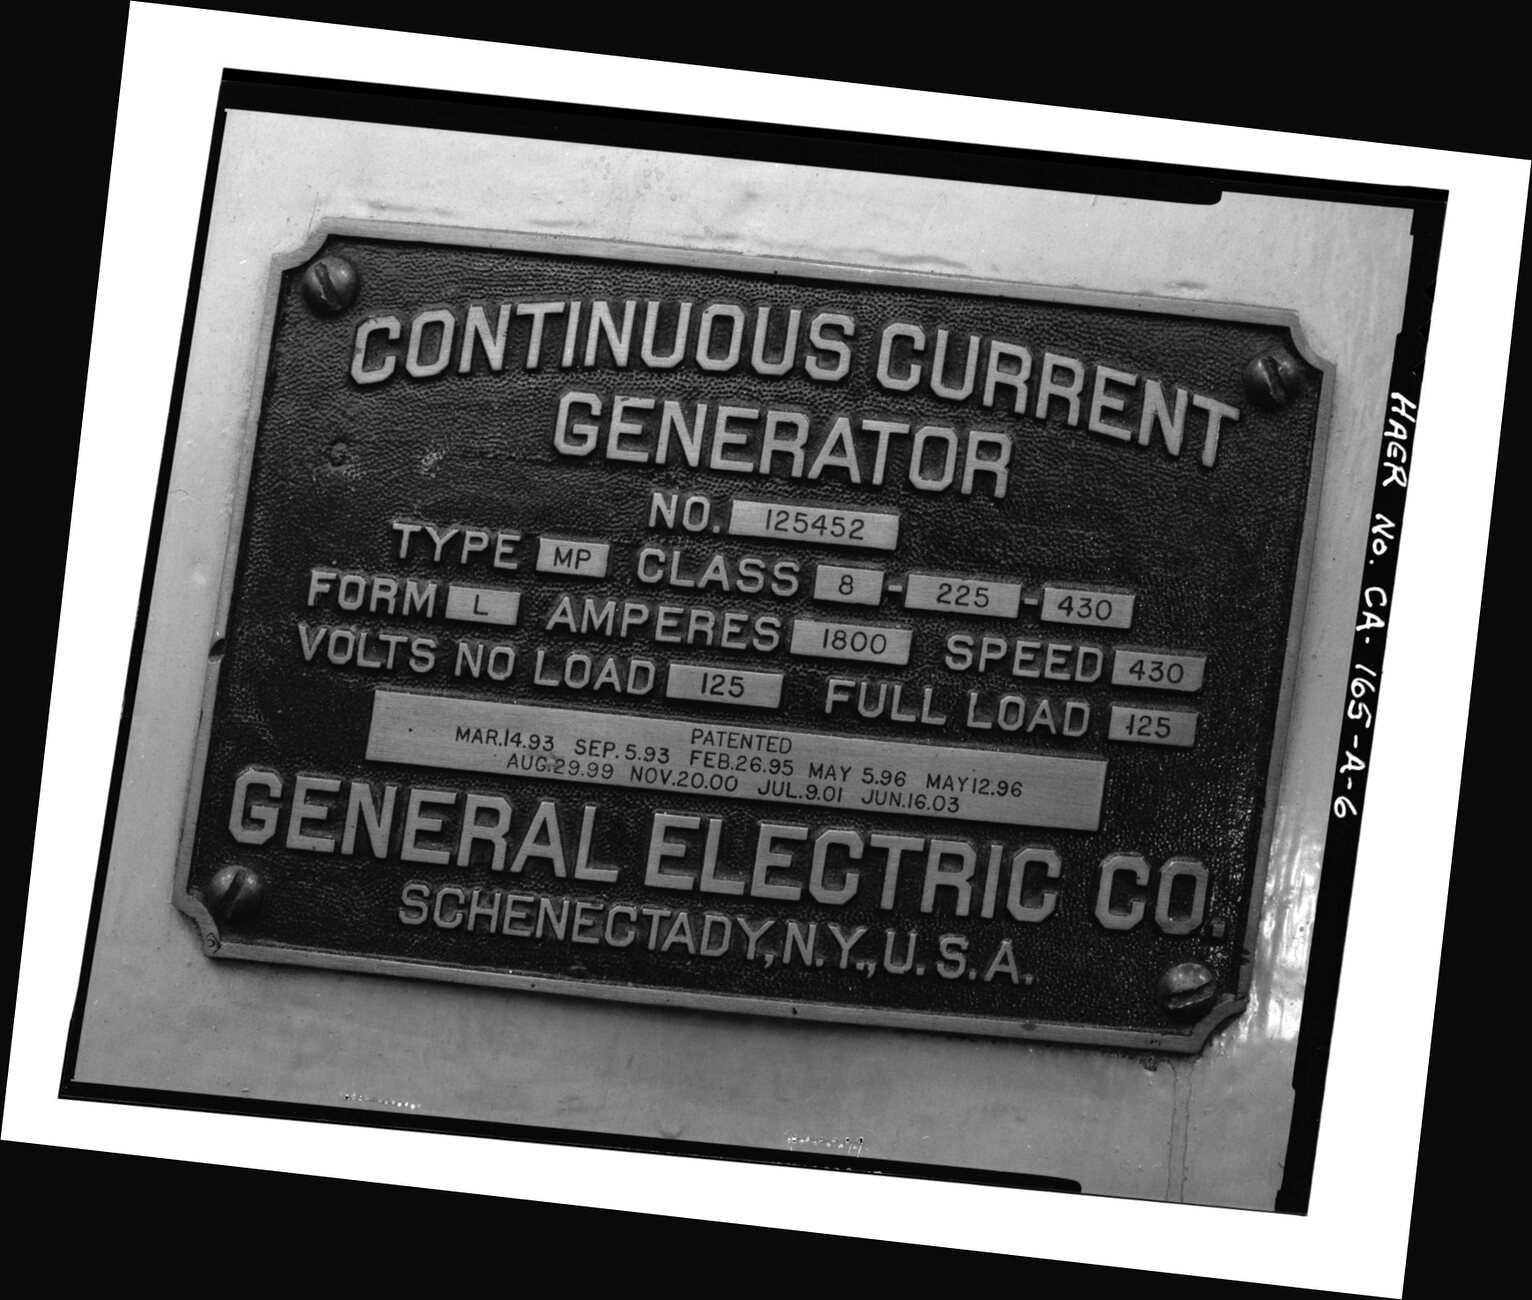 CONTINUOUS CURRENT
GENERATOR
NO. 125452
TYPE MP CLASS 8 - 225 - 430
FORM L AMPERES 1800 SPEED 430
VOLTS NO LOAD 125 FULL LOAD 125
PATENTED
MAR.14.93 SEP.5.93 FEB.26.95 MAY 5.96 MAY 12.96
AUG.29.99 NOV.20.00 JUL.9.01 JUN.16.03
GENERAL ELECTRIC CO.
SCHENECTADY, N.Y., U.S.A.
HAER No. CA-165-A-6